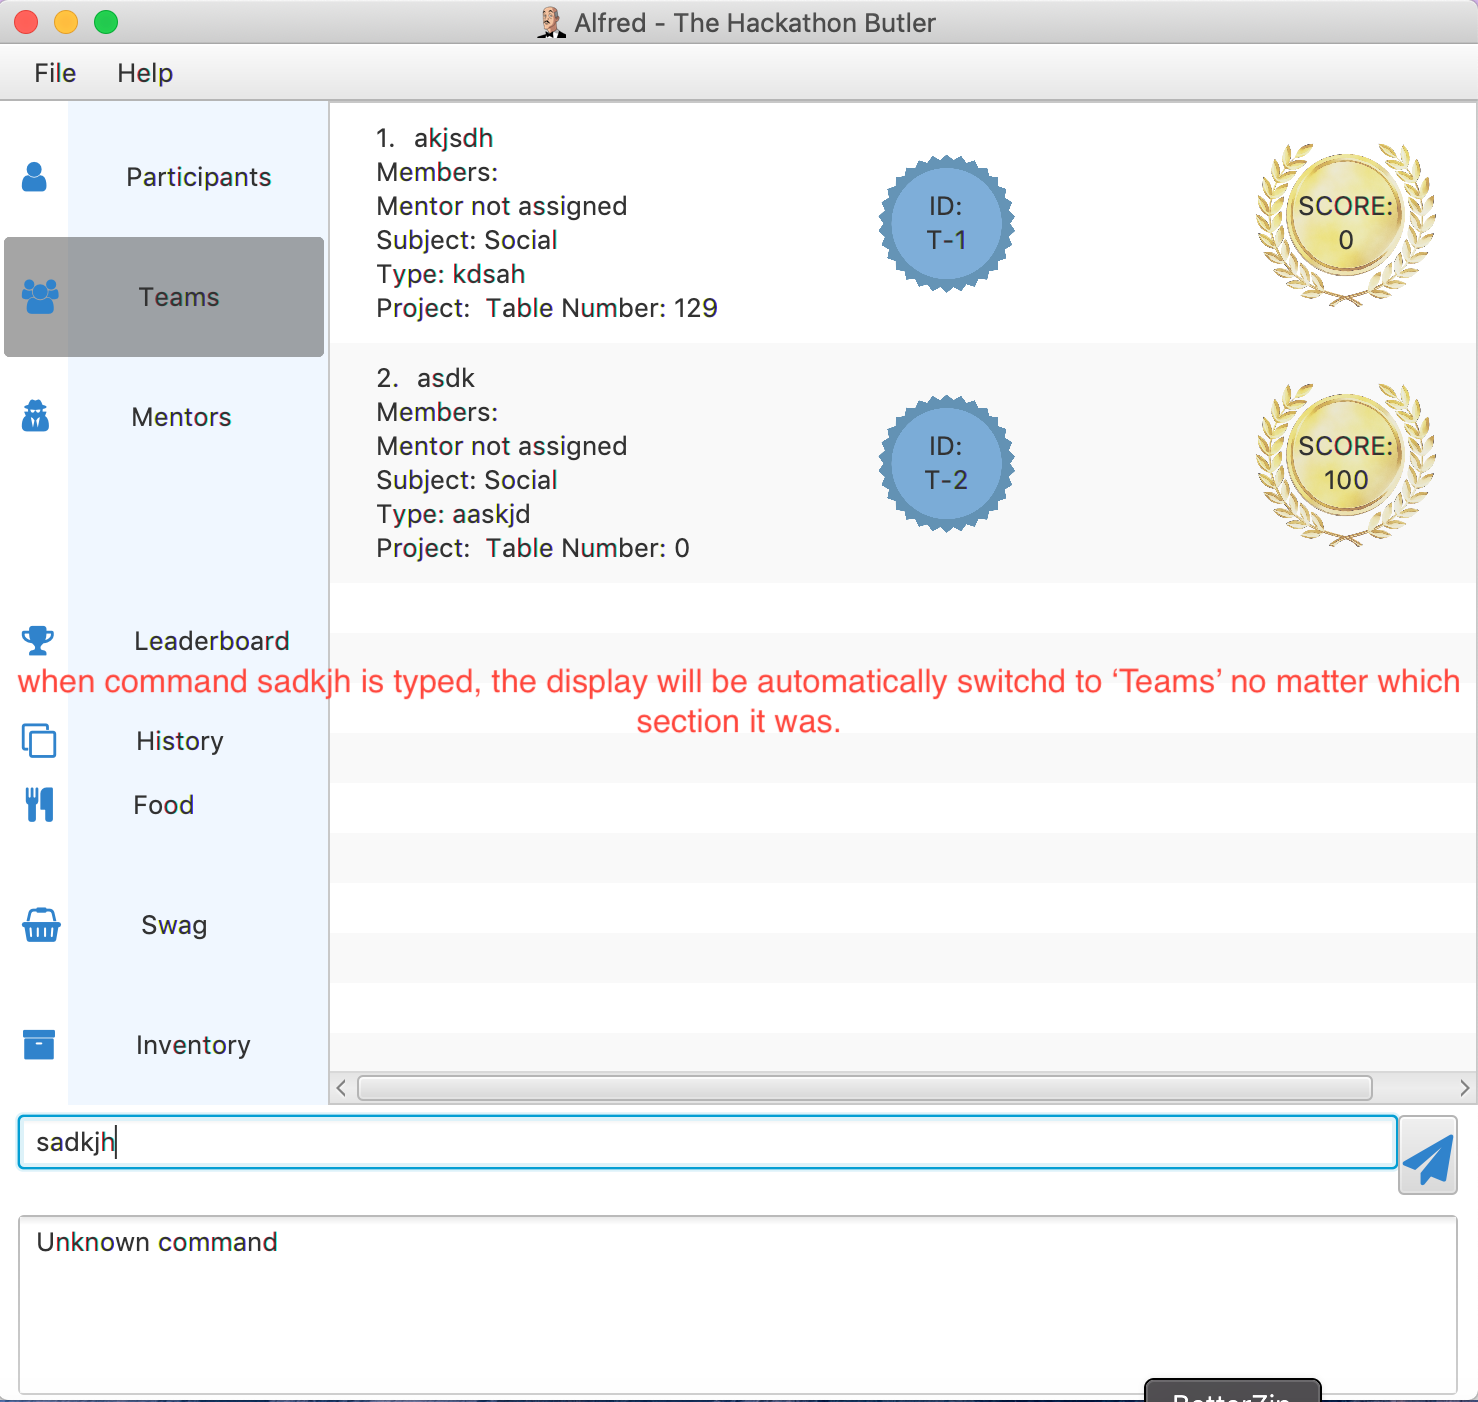 Alfred - The Hackathon Butler
File Help
Participants
Teams
Mentors
Leaderboard
History
Food
Swag
Inventory
1. akjsdh
Members:
Mentor not assigned
Subject: Social
Type: kdsah
Project: Table Number: 129
ID:
T-1
SCORE:
0
2. asdk
Members:
Mentor not assigned
Subject: Social
Type: aaskjd
Project: Table Number: 0
ID:
T-2
SCORE:
100
when command sadkjh is typed, the display will be automatically switchd to ‘Teams’ no matter which
section it was.
sadkjh
Unknown command
BetterZip